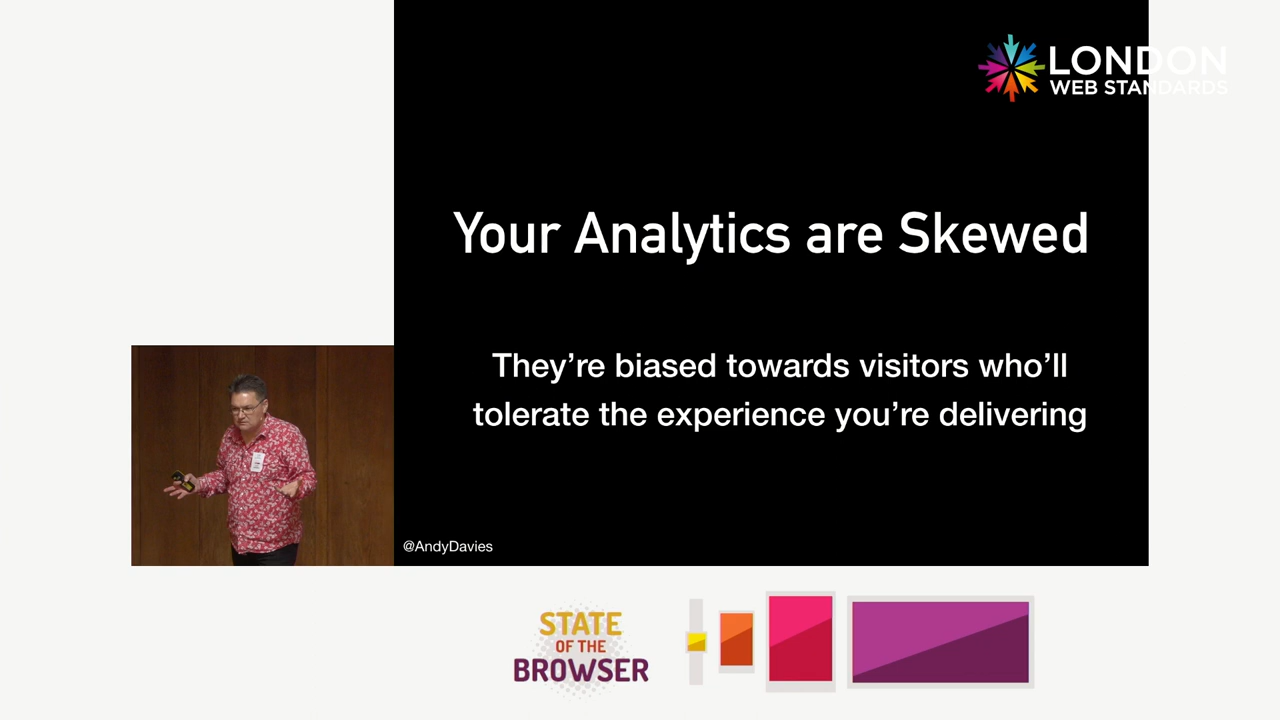 LONDON
WEB STANDARDS
Your Analytics are Skewed
They're biased towards visitors who'll
tolerate the experience you're delivering
@AndyDavies
STATE
OF THE
BROWSER